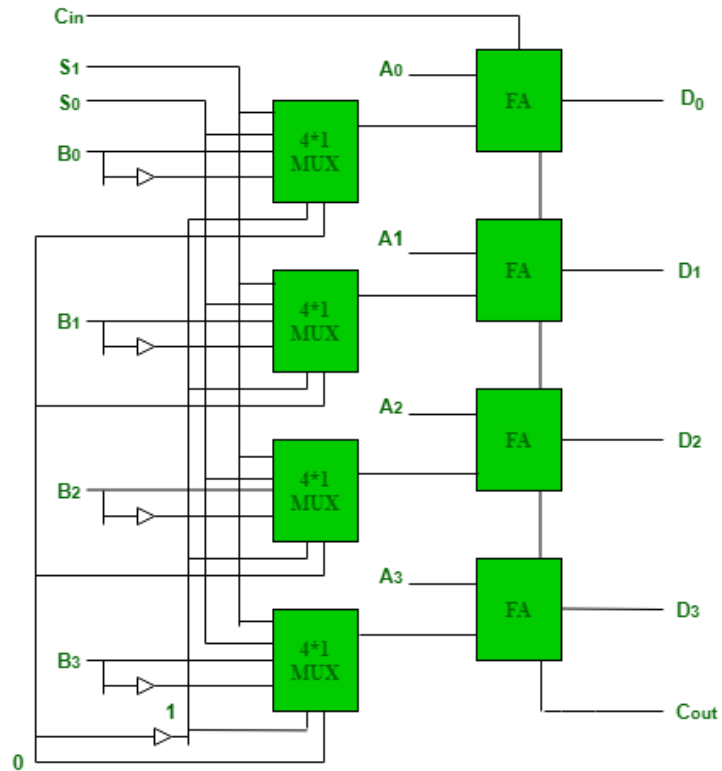 Cin
S1
S0
A0
FA
D0
4*1
MUX
B0
A1
FA
D1
4*1
MUX
B1
A2
FA
D2
4*1
MUX
B2
A3
FA
D3
4*1
MUX
B3
1
Cout
0